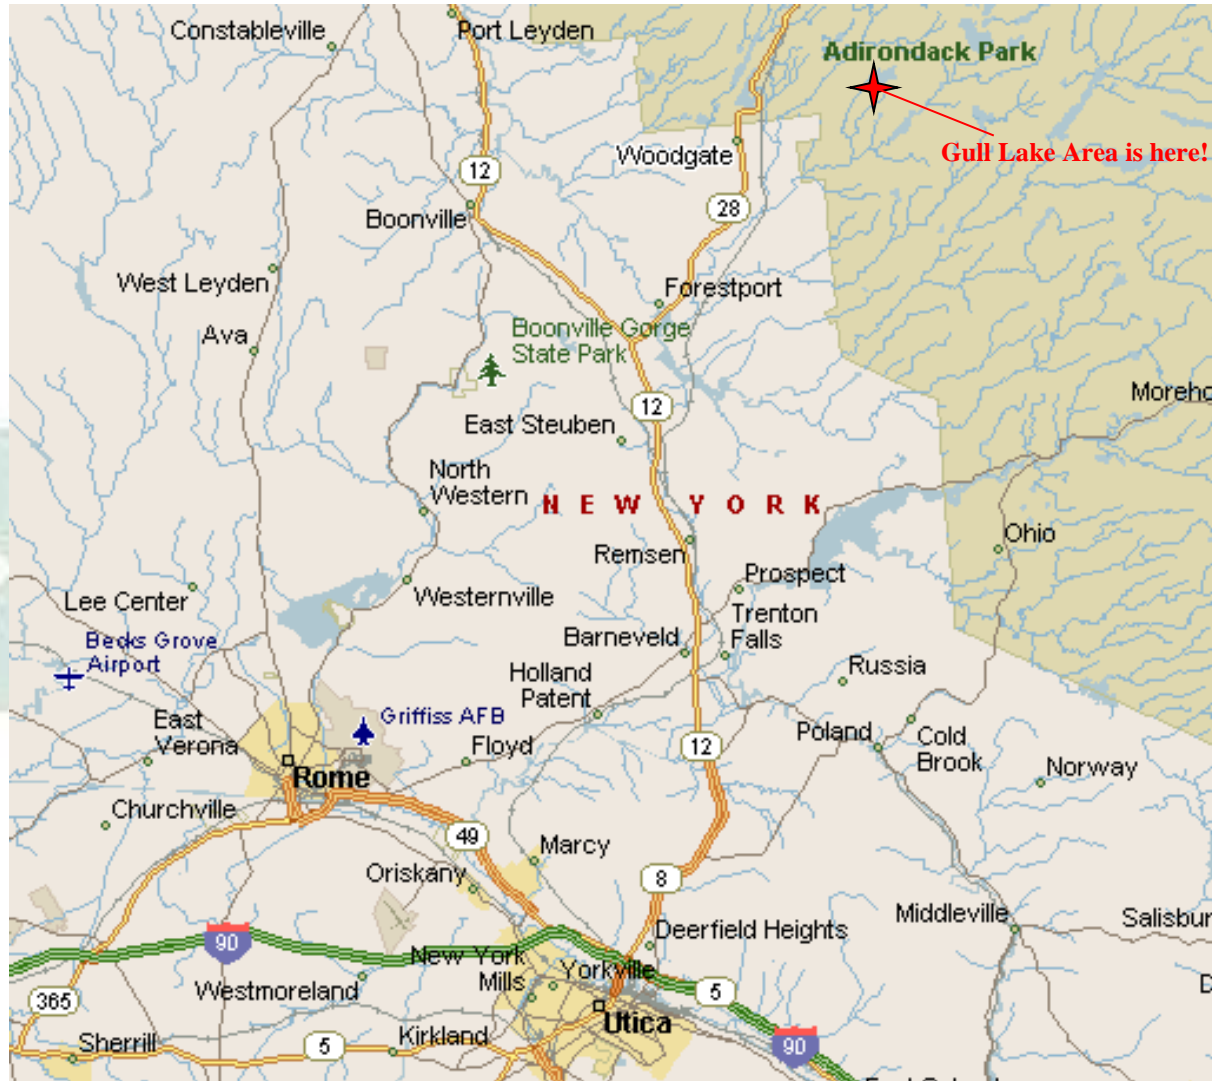 Constableville
Port Leyden
Adirondack Park
Gull Lake Area is here!
Woodgate
12
28
Boonville
West Leyden
Forestport
Ava
Boonville Gorge
State Park
12
East Steuben
North
Western
NEW YORK
Ohio
Remsen
Prospect
Lee Center
Westernville
Trenton
Falls
Becks Grove
Airport
Barneveld
Holland
Patent
Russia
East
Verona
Griffiss AFB
Floyd
12
Poland
Cold
Brook
Norway
Rome
Churchville
49
Marcy
Oriskany
8
Middleville
90
New York
Mills
Deerfield Heights
Yorkville
Westmoreland
5
365
Utica
Sherrill
5
Kirkland
90